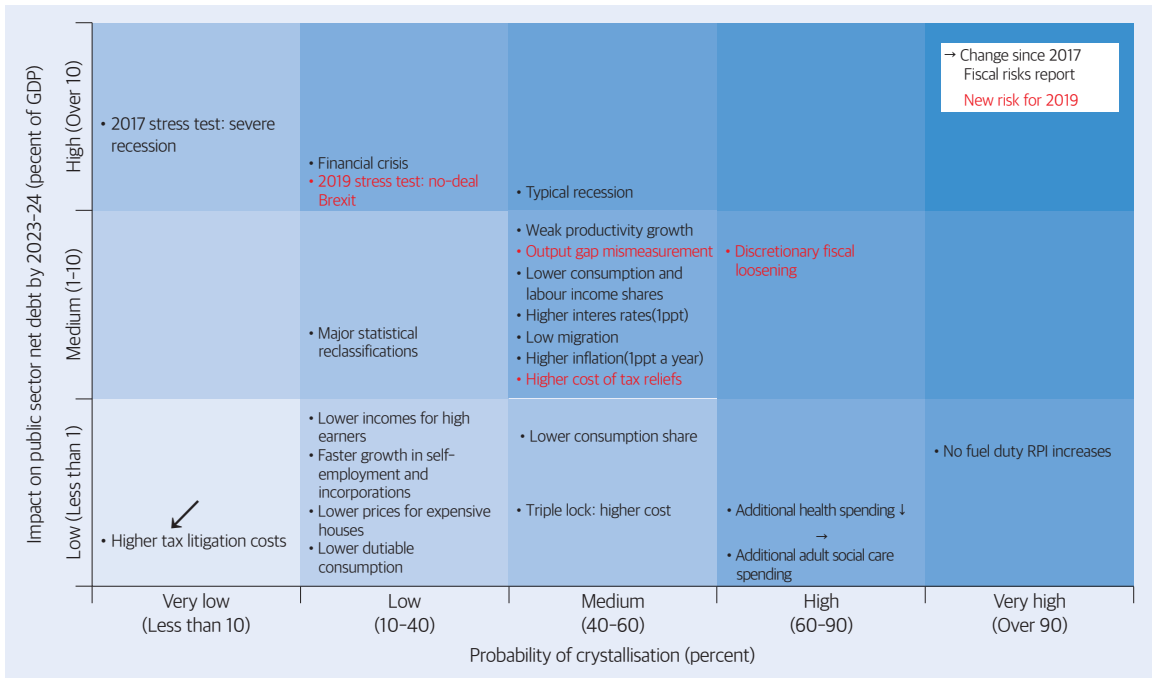 Impact on public sector net debt by 2023-24 (pecent of GDP)
High (Over 10)
Medium (1-10)
Low (Less than 1)
→ Change since 2017
Fiscal risks report
New risk for 2019
• 2017 stress test: severe
recession
• Financial crisis
• 2019 stress test: no-deal
Brexit
• Typical recession
• Major statistical
reclassifications
• Weak productivity growth
• Output gap mismeasurement
• Lower consumption and
labour income shares
• Higher interes rates(1ppt)
• Low migration
• Higher inflation(1ppt a year)
• Higher cost of tax reliefs
• Discretionary fiscal
loosening
• Higher tax litigation costs
• Lower incomes for high
earners
• Faster growth in self-
employment and
incorporations
• Lower prices for expensive
houses
• Lower dutiable
consumption
• Lower consumption share
• Triple lock: higher cost
• Additional health spending ↓
→
• Additional adult social care
spending
• No fuel duty RPI increases
Very low
(Less than 10)
Low
(10-40)
Medium
(40-60)
High
(60-90)
Very high
(Over 90)
Probability of crystallisation (percent)